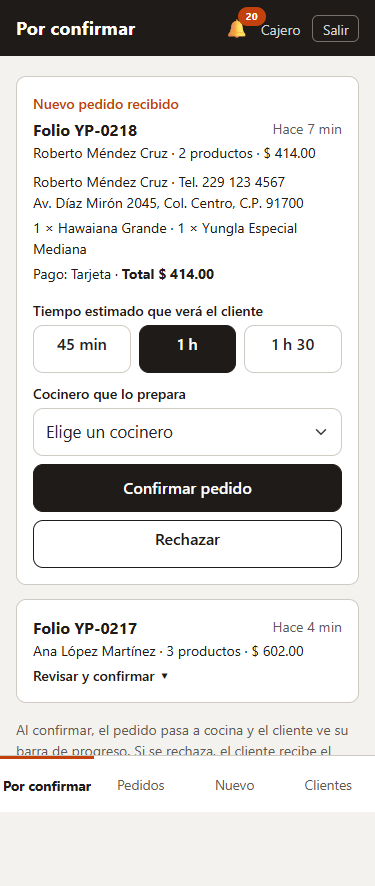 Por confirmar
20
Cajero
Salir
Nuevo pedido recibido
Folio YP-0218
Hace 7 min
Roberto Méndez Cruz · 2 productos · $ 414.00
Roberto Méndez Cruz · Tel. 229 123 4567
Av. Díaz Mirón 2045, Col. Centro, C.P. 91700
1 × Hawaiana Grande · 1 × Yungla Especial
Mediana
Pago: Tarjeta · Total $ 414.00
Tiempo estimado que verá el cliente
45 min
1 h
1 h 30
Cocinero que lo prepara
Elige un cocinero
Confirmar pedido
Rechazar
Folio YP-0217
Hace 4 min
Ana López Martínez · 3 productos · $ 602.00
Revisar y confirmar ▼
Al confirmar, el pedido pasa a cocina y el cliente ve su
barra de progreso. Si se rechaza, el cliente recibe el
Por confirmar
Pedidos
Nuevo
Clientes